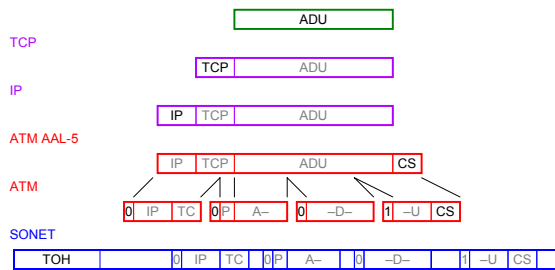 ADU
TCP
TCP ADU
IP
IP TCP ADU
ATM AAL-5
IP TCP ADU CS
ATM
0 IP TC 0 P A– 0 –D– 1 –U CS
SONET
TOH 0 IP TC 0 P A– 0 –D– 1 –U CS